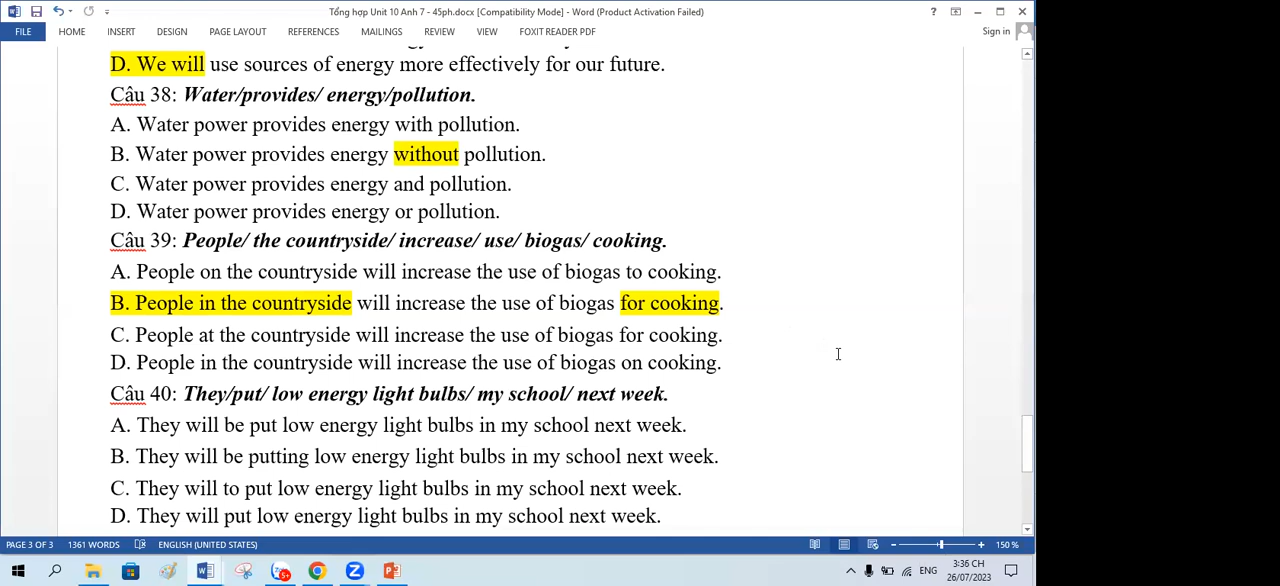 Tổng hợp Unit 10 Anh 7 - 45ph.docx [Compatibility Mode] - Word (Product Activation Failed)
FILE HOME INSERT DESIGN PAGE LAYOUT REFERENCES MAILINGS REVIEW VIEW FOXIT READER PDF Sign in
D. We will use sources of energy more effectively for our future.
Câu 38: Water/provides/ energy/pollution.
A. Water power provides energy with pollution.
B. Water power provides energy without pollution.
C. Water power provides energy and pollution.
D. Water power provides energy or pollution.
Câu 39: People/ the countryside/ increase/ use/ biogas/ cooking.
A. People on the countryside will increase the use of biogas to cooking.
B. People in the countryside will increase the use of biogas for cooking.
C. People at the countryside will increase the use of biogas for cooking.
D. People in the countryside will increase the use of biogas on cooking.
Câu 40: They/put/ low energy light bulbs/ my school/ next week.
A. They will be put low energy light bulbs in my school next week.
B. They will be putting low energy light bulbs in my school next week.
C. They will to put low energy light bulbs in my school next week.
D. They will put low energy light bulbs in my school next week.
PAGE 3 OF 3 1361 WORDS ENGLISH (UNITED STATES) 150 %
5+ ENG 3:36 CH
26/07/2023